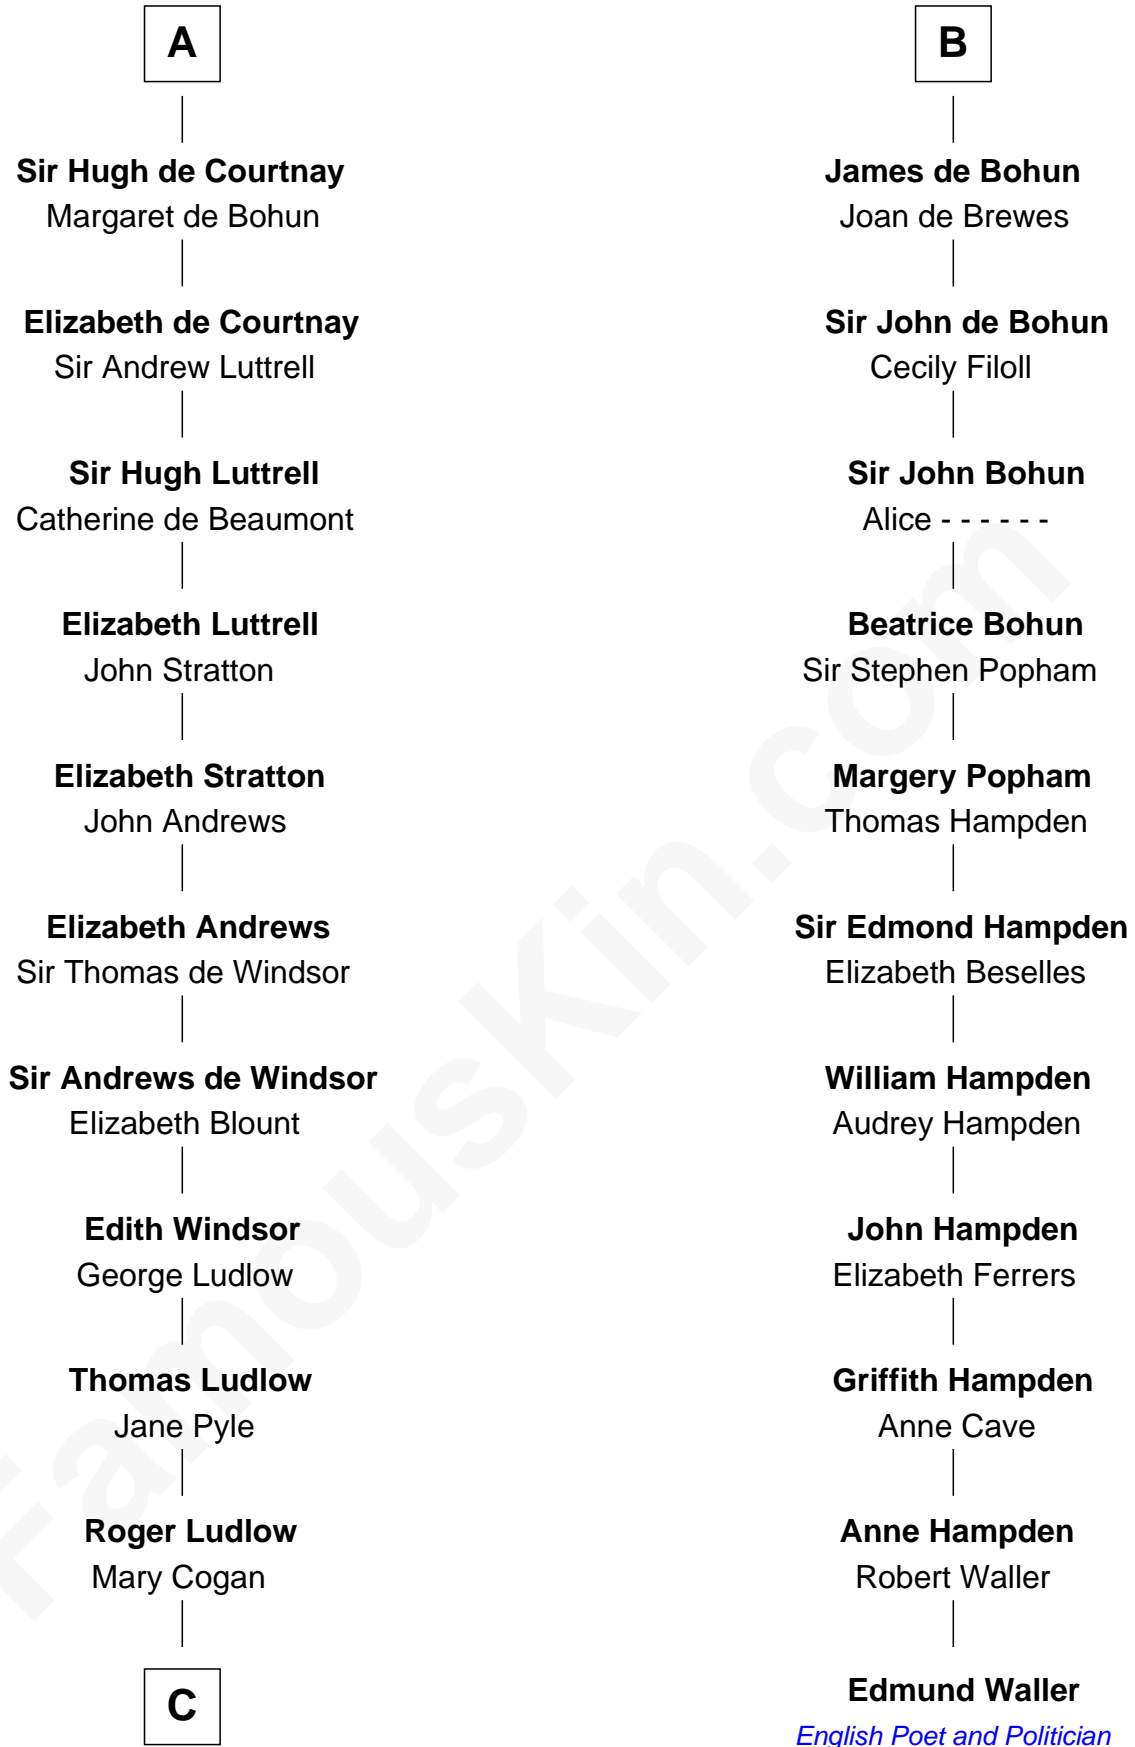 A
Sir Hugh de Courtnay
Margaret de Bohun
Elizabeth de Courtnay
Sir Andrew Luttrell
Sir Hugh Luttrell
Catherine de Beaumont
Elizabeth Luttrell
John Stratton
Elizabeth Stratton
John Andrews
Elizabeth Andrews
Sir Thomas de Windsor
Sir Andrews de Windsor
Elizabeth Blount
Edith Windsor
George Ludlow
Thomas Ludlow
Jane Pyle
Roger Ludlow
Mary Cogan
C
B
James de Bohun
Joan de Brewes
Sir John de Bohun
Cecily Filoll
Sir John Bohun
Alice - - - - - -
Beatrice Bohun
Sir Stephen Popham
Margery Popham
Thomas Hampden
Sir Edmond Hampden
Elizabeth Beselles
William Hampden
Audrey Hampden
John Hampden
Elizabeth Ferrers
Griffith Hampden
Anne Cave
Anne Hampden
Robert Waller
Edmund Waller
English Poet and Politician
FamousKin.com